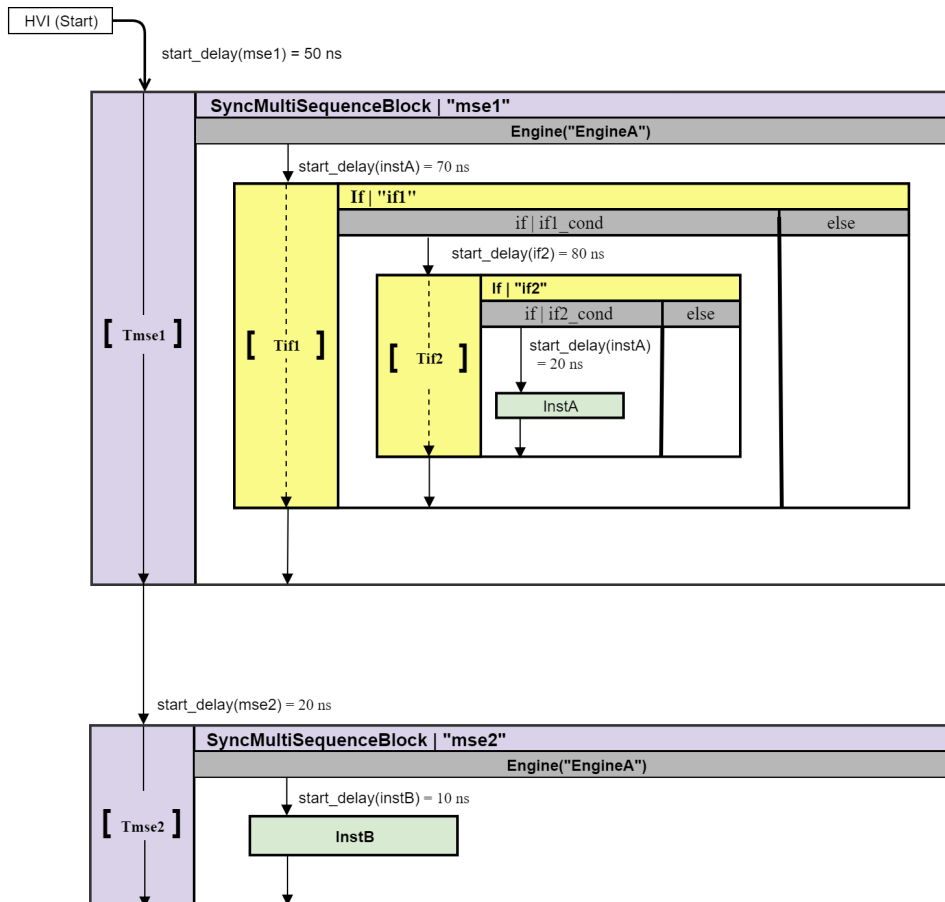 HVI (Start)
start_delay(mse1) = 50 ns
SyncMultiSequenceBlock | "mse1"
Engine("EngineA")
start_delay(instA) = 70 ns
If | "if1"
if | if1_cond
else
start_delay(if2) = 80 ns
If | "if2"
if | if2_cond
else
start_delay(instA)
= 20 ns
[ Tmse1 ]
[ Tif1 ]
[ Tif2 ]
InstA
start_delay(mse2) = 20 ns
SyncMultiSequenceBlock | "mse2"
Engine("EngineA")
start_delay(instB) = 10 ns
[ Tmse2 ]
InstB